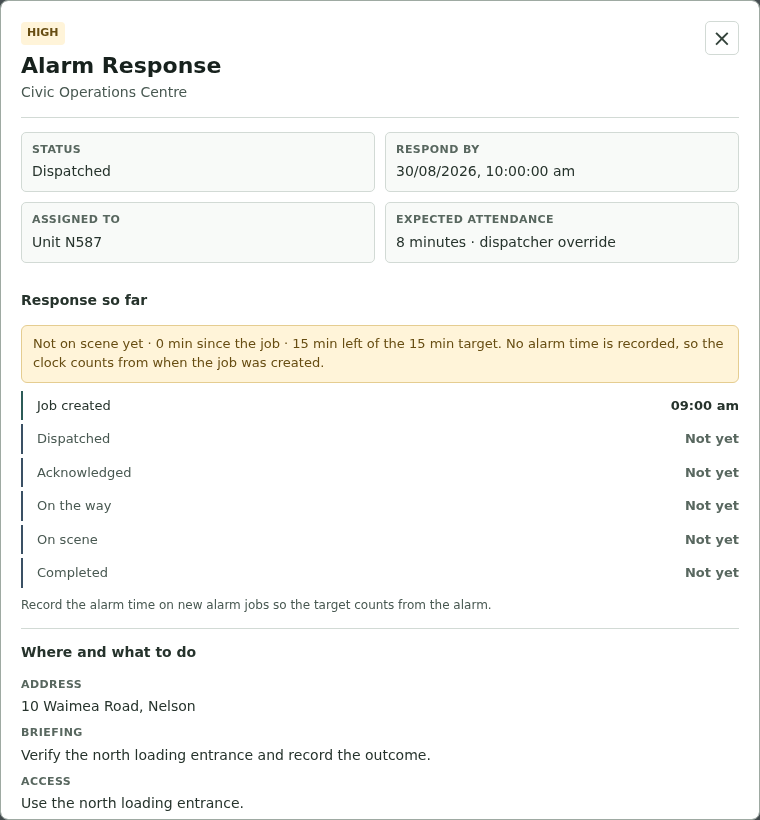 HIGH
Alarm Response
Civic Operations Centre
STATUS
Dispatched
RESPOND BY
30/08/2026, 10:00:00 am
ASSIGNED TO
Unit N587
EXPECTED ATTENDANCE
8 minutes · dispatcher override
Response so far
Not on scene yet · 0 min since the job · 15 min left of the 15 min target. No alarm time is recorded, so the
clock counts from when the job was created.
Job created 09:00 am
Dispatched Not yet
Acknowledged Not yet
On the way Not yet
On scene Not yet
Completed Not yet
Record the alarm time on new alarm jobs so the target counts from the alarm.
Where and what to do
ADDRESS
10 Waimea Road, Nelson
BRIEFING
Verify the north loading entrance and record the outcome.
ACCESS
Use the north loading entrance.